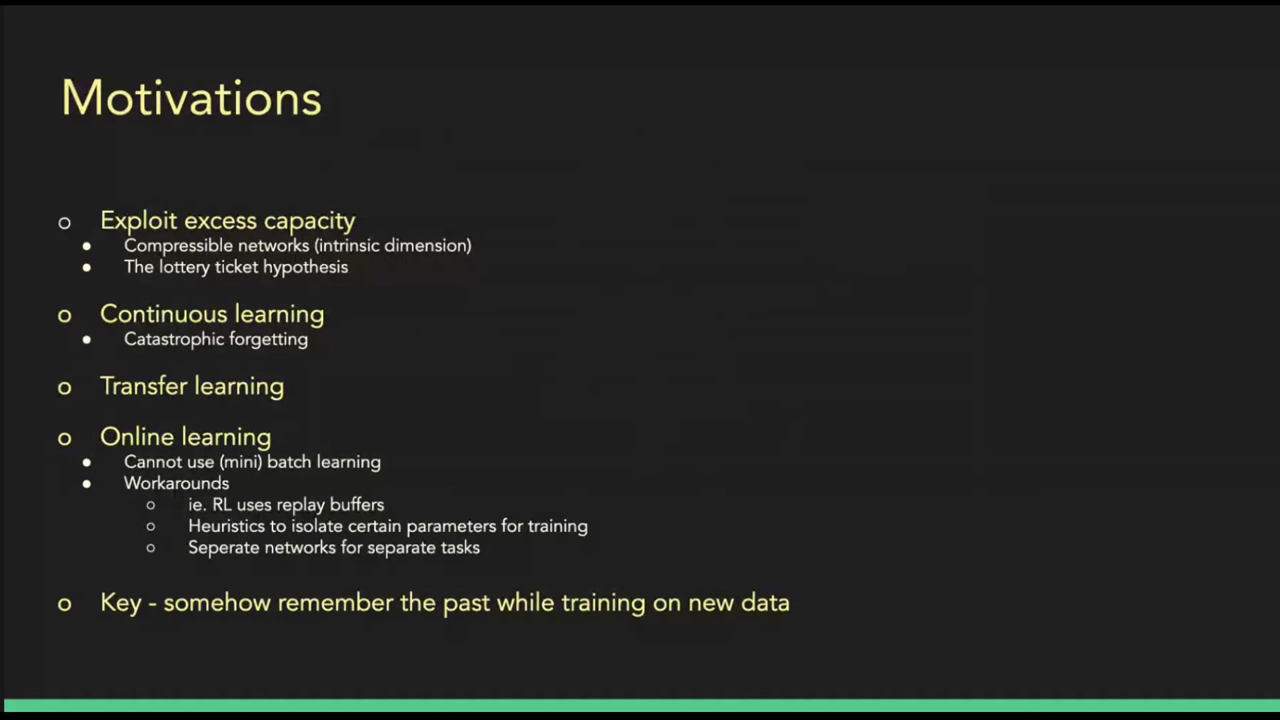 Motivations
Exploit excess capacity
Compressible networks (intrinsic dimension)
The lottery ticket hypothesis
Continuous learning
Catastrophic forgetting
Transfer learning
Online learning
Cannot use (mini) batch learning
Workarounds
ie. RL uses replay buffers
Heuristics to isolate certain parameters for training
Seperate networks for separate tasks
Key - somehow remember the past while training on new data